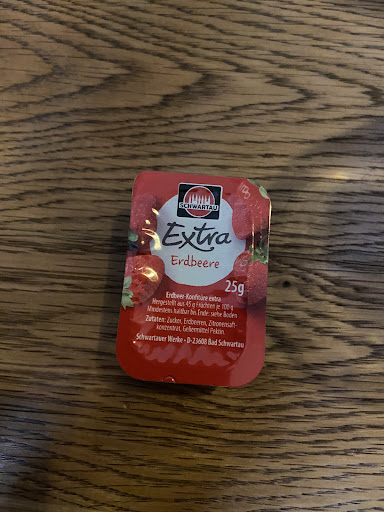 SCHWARTAU
Extra
Erdbeere
25g
Erdbeer-Konfitüre extra
Hergestellt aus 45 g Früchten je 100 g
Mindestens haltbar bis Ende: siehe Boden
Zutaten: Zucker, Erdbeeren, Zitronensaft-
konzentrat, Geliermittel Pektin.
Schwartauer Werke • D-23608 Bad Schwartau